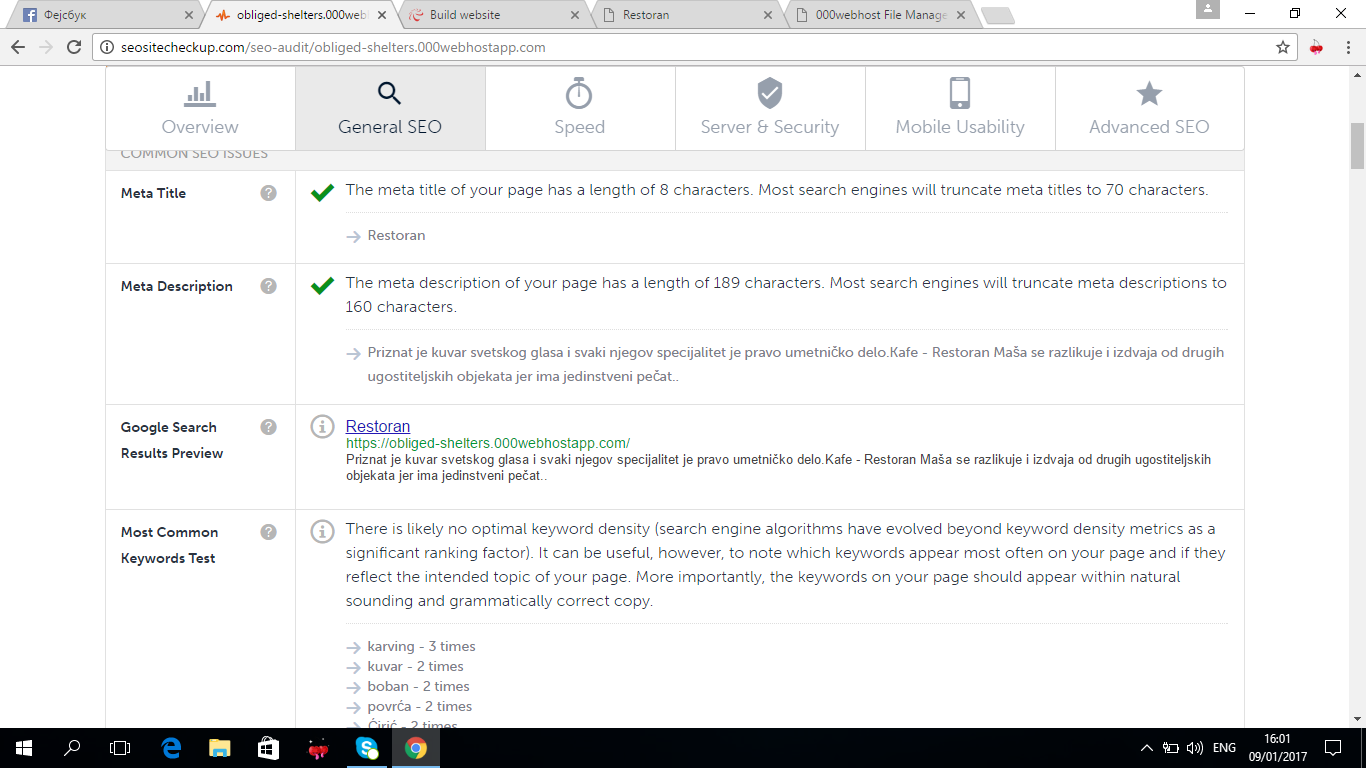 Фејсбук
obliged-shelters.000web
Build website
Restoran
000webhost File Manage
seositecheckup.com/seo-audit/obliged-shelters.000webhostapp.com
Overview
General SEO
Speed
Server & Security
Mobile Usability
Advanced SEO
COMMON SEO ISSUES
Meta Title
?
The meta title of your page has a length of 8 characters. Most search engines will truncate meta titles to 70 characters.
Restoran
Meta Description
?
The meta description of your page has a length of 189 characters. Most search engines will truncate meta descriptions to
160 characters.
Priznat je kuvar svetskog glasa i svaki njegov specijalitet je pravo umetničko delo.Kafe - Restoran Maša se razlikuje i izdvaja od drugih
ugostiteljskih objekata jer ima jedinstveni pečat..
Google Search
Results Preview
?
Restoran
https://obliged-shelters.000webhostapp.com/
Priznat je kuvar svetskog glasa i svaki njegov specijalitet je pravo umetničko delo.Kafe - Restoran Maša se razlikuje i izdvaja od drugih ugostiteljskih
objekata jer ima jedinstveni pečat..
Most Common
Keywords Test
?
There is likely no optimal keyword density (search engine algorithms have evolved beyond keyword density metrics as a
significant ranking factor). It can be useful, however, to note which keywords appear most often on your page and if they
reflect the intended topic of your page. More importantly, the keywords on your page should appear within natural
sounding and grammatically correct copy.
karving - 3 times
kuvar - 2 times
boban - 2 times
povrća - 2 times
Ćirić - 2 times
ENG
16:01
09/01/2017